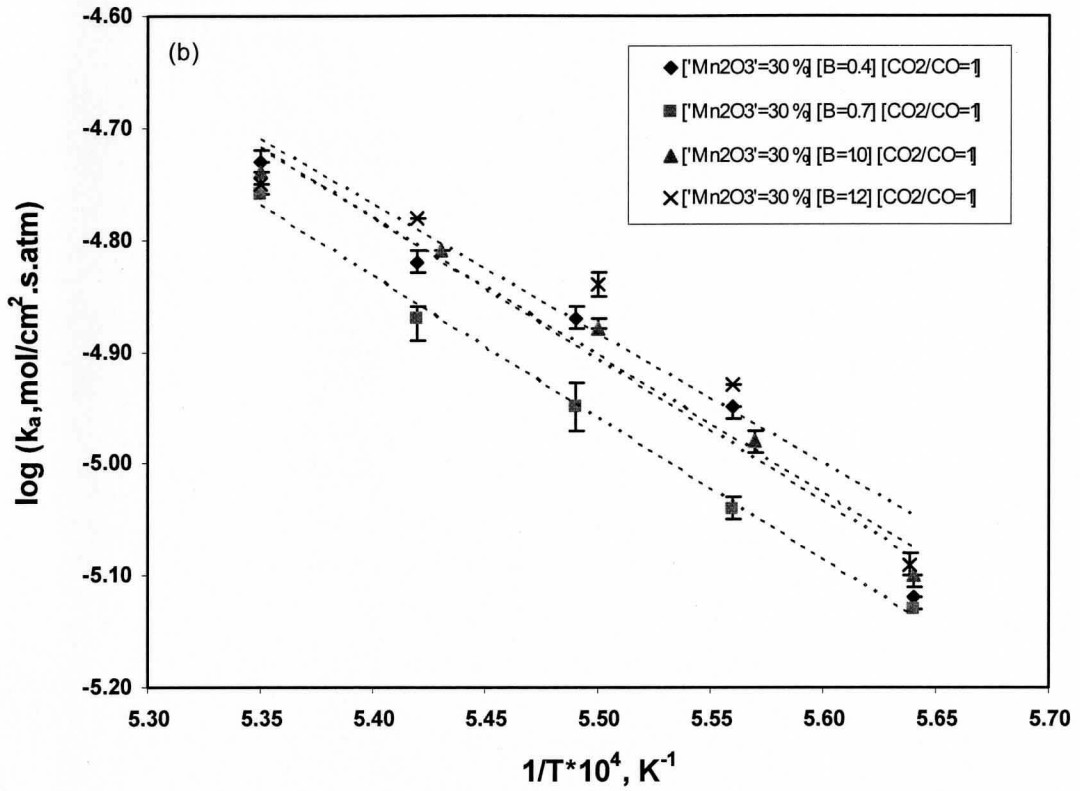 -4.60
(b)
['Mn2O3'=30 %] [B=0.4] [CO2/CO=1]
['Mn2O3'=30 %] [B=0.7] [CO2/CO=1]
['Mn2O3'=30 %] [B=1.0] [CO2/CO=1]
['Mn2O3'=30 %] [B=1.2] [CO2/CO=1]
-4.70
-4.80
-4.90
-5.00
-5.10
-5.20
log (ka,mol/cm2.s.atm)
5.30 5.35 5.40 5.45 5.50 5.55 5.60 5.65 5.70
1/T*10^4, K^-1